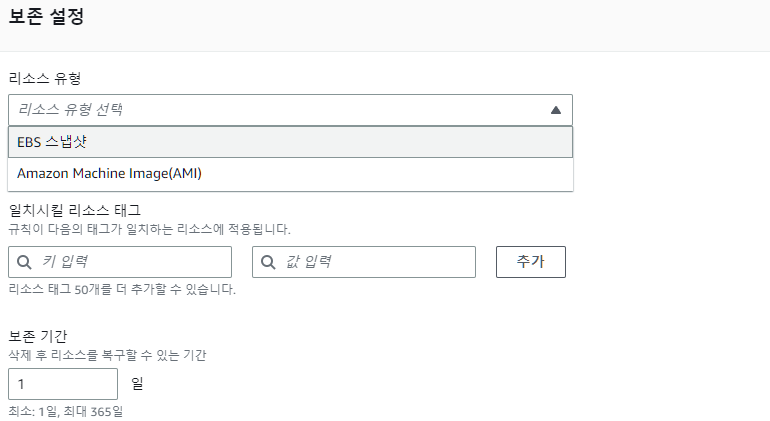 보존 설정
리소스 유형
리소스 유형 선택
EBS 스냅샷
Amazon Machine Image(AMI)
일치시킬 리소스 태그
규칙이 다음의 태그가 일치하는 리소스에 적용됩니다.
키 입력 값 입력 추가
리소스 태그 50개를 더 추가할 수 있습니다.
보존 기간
삭제 후 리소스를 복구할 수 있는 기간
1 일
최소: 1일, 최대 365일